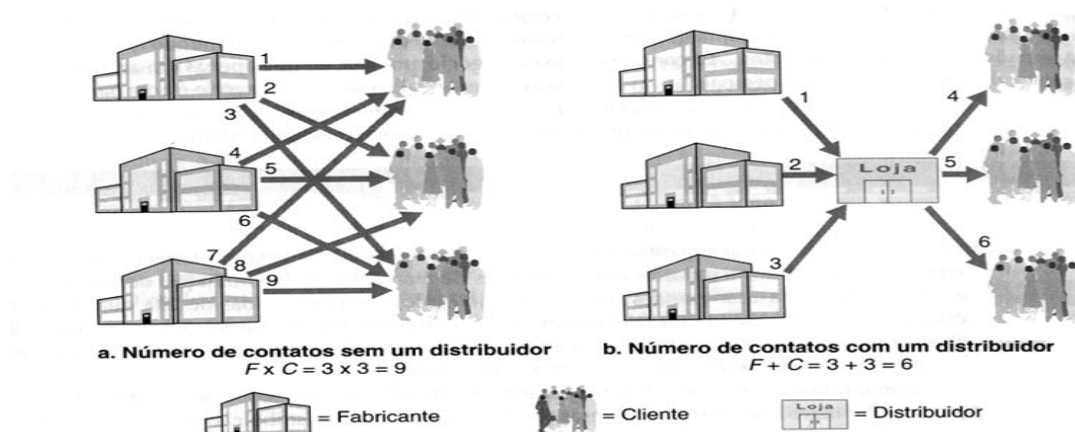 1
2
3
4
5
6
7
8
9
1
2
3
Loja
4
5
6
a. Número de contatos sem um distribuidor
F x C = 3 x 3 = 9
b. Número de contatos com um distribuidor
F + C = 3 + 3 = 6
= Fabricante
= Cliente
Loja
= Distribuidor